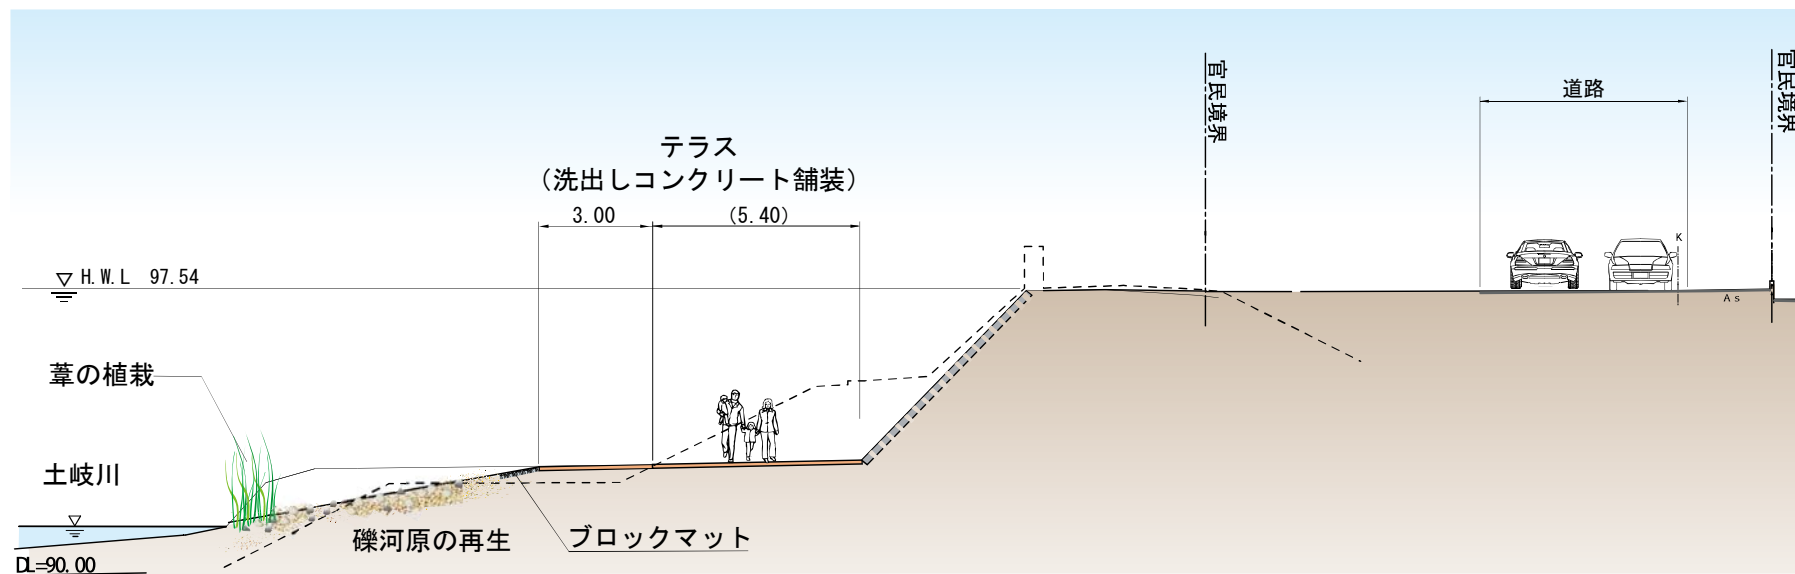 官民境界
官民境界
道路
テラス
（洗出しコンクリート舗装）
3.00
(5.40)
K
H.W.L 97.54
As
葦の植栽
土岐川
礫河原の再生
ブロックマット
DL=90.00